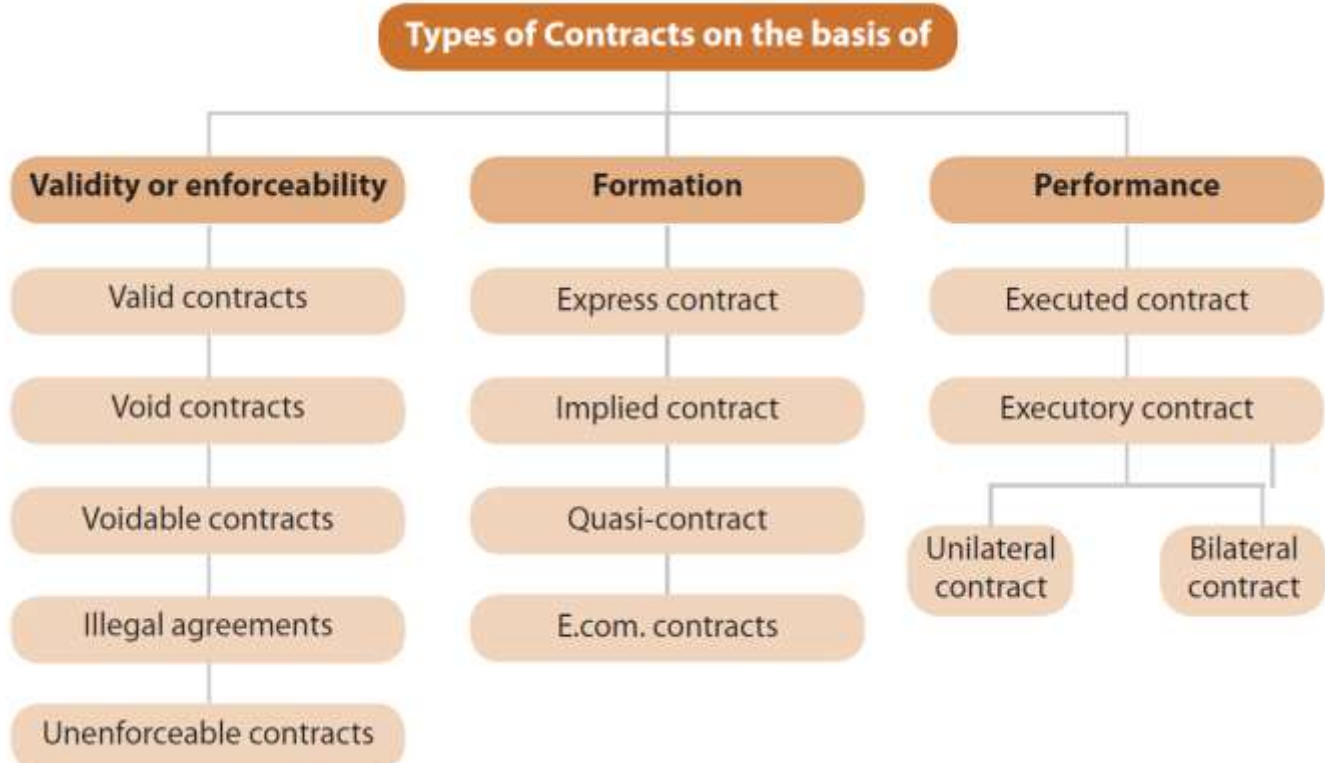 Types of Contracts on the basis of
Validity or enforceability
Valid contracts
Void contracts
Voidable contracts
Illegal agreements
Unenforceable contracts
Formation
Express contract
Implied contract
Quasi-contract
E.com. contracts
Performance
Executed contract
Executory contract
Unilateral
contract
Bilateral
contract